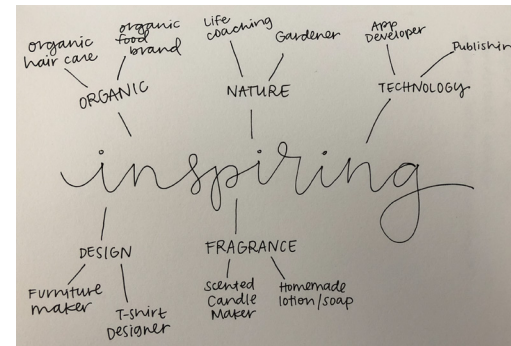 organic
hair care
organic
food
brand
ORGANIC
Life
coaching
Gardener
NATURE
App
Developer
TECHNOLOGY
inspiring
DESIGN
Furniture
maker
T-shirt
Designer
FRAGRANCE
Scented
Candle
Maker
Homemade
lotion/soap